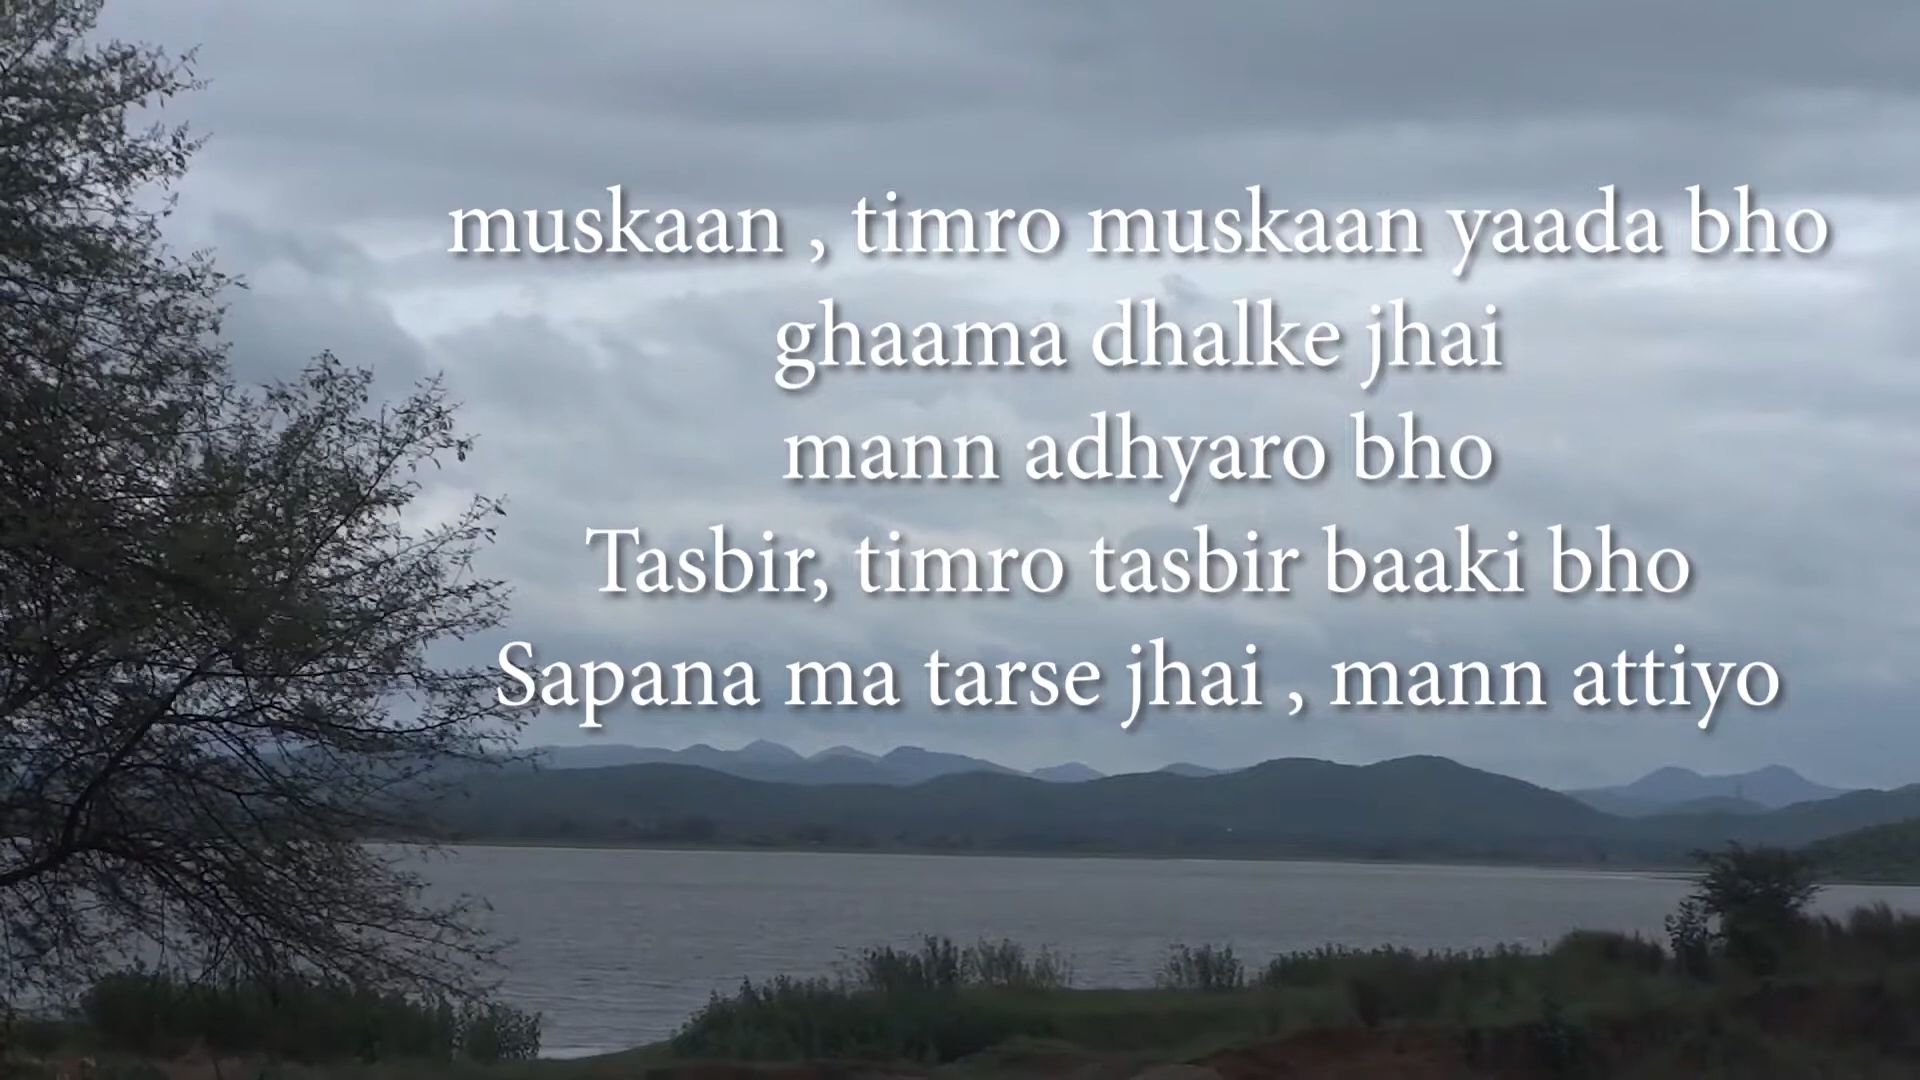 muskaan , timro muskaan yaada bho
ghaama dhalke jhai
mann adhyaro bho
Tasbir, timro tasbir baaki bho
Sapana ma tarse jhai , mann attiyo